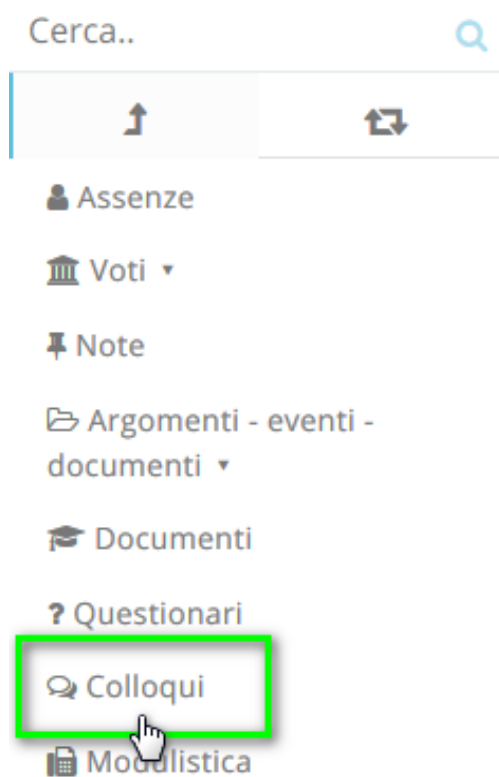 Cerca..
Assenze
Voti
Note
Argomenti - eventi -
documenti
Documenti
? Questionari
Colloqui
Modulistica